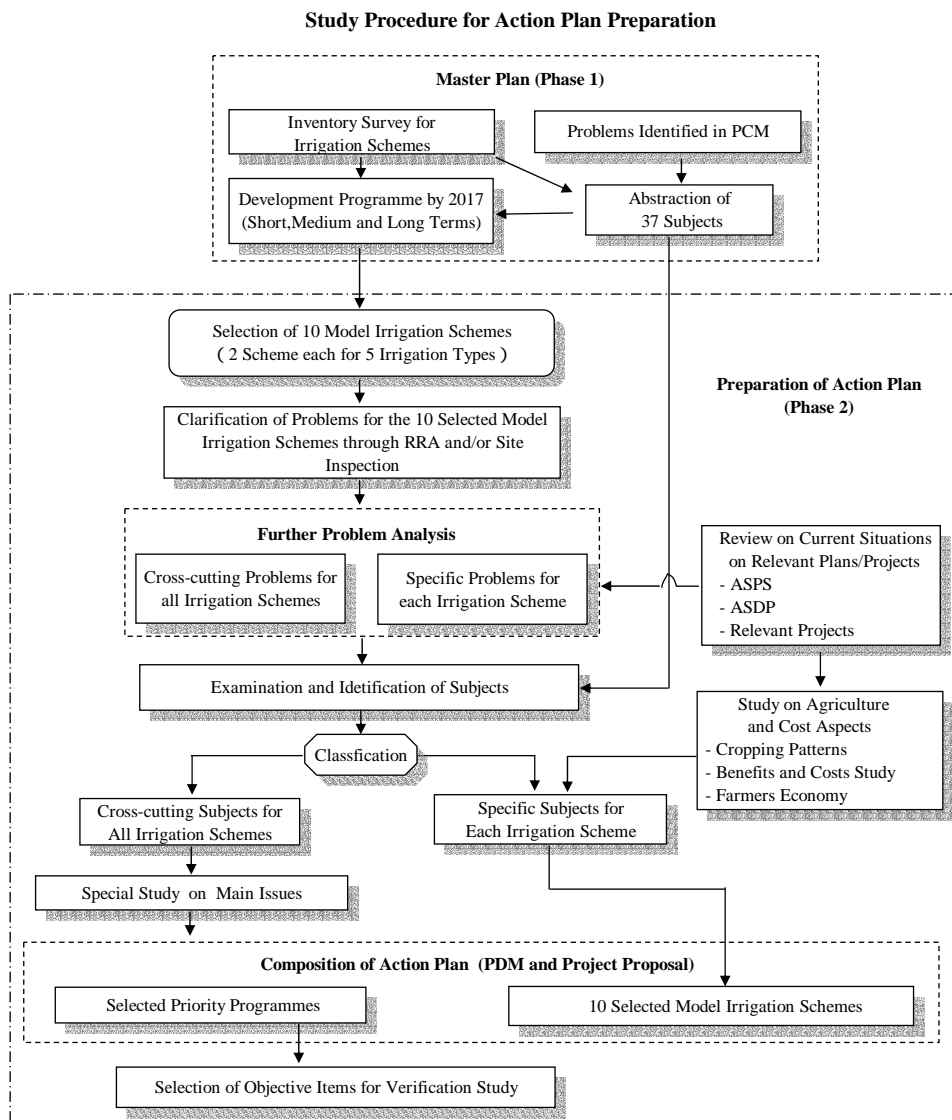 Study Procedure for Action Plan Preparation
Master Plan (Phase 1)
Inventory Survey for
Irrigation Schemes
Problems Identified in PCM
Development Programme by 2017
(Short,Medium and Long Terms)
Abstraction of
37 Subjects
Selection of 10 Model Irrigation Schemes
( 2 Scheme each for 5 Irrigation Types )
Preparation of Action Plan
(Phase 2)
Clarification of Problems for the 10 Selected Model
Irrigation Schemes through RRA and/or Site
Inspection
Further Problem Analysis
Cross-cutting Problems for
all Irrigation Schemes
Specific Problems for
each Irrigation Scheme
Review on Current Situations
on Relevant Plans/Projects
- ASPS
- ASDP
- Relevant Projects
Examination and Idetification of Subjects
Study on Agriculture
and Cost Aspects
- Cropping Patterns
- Benefits and Costs Study
- Farmers Economy
Classfication
Cross-cutting Subjects for
All Irrigation Schemes
Specific Subjects for
Each Irrigation Scheme
Special Study on Main Issues
Composition of Action Plan (PDM and Project Proposal)
Selected Priority Programmes
10 Selected Model Irrigation Schemes
Selection of Objective Items for Verification Study